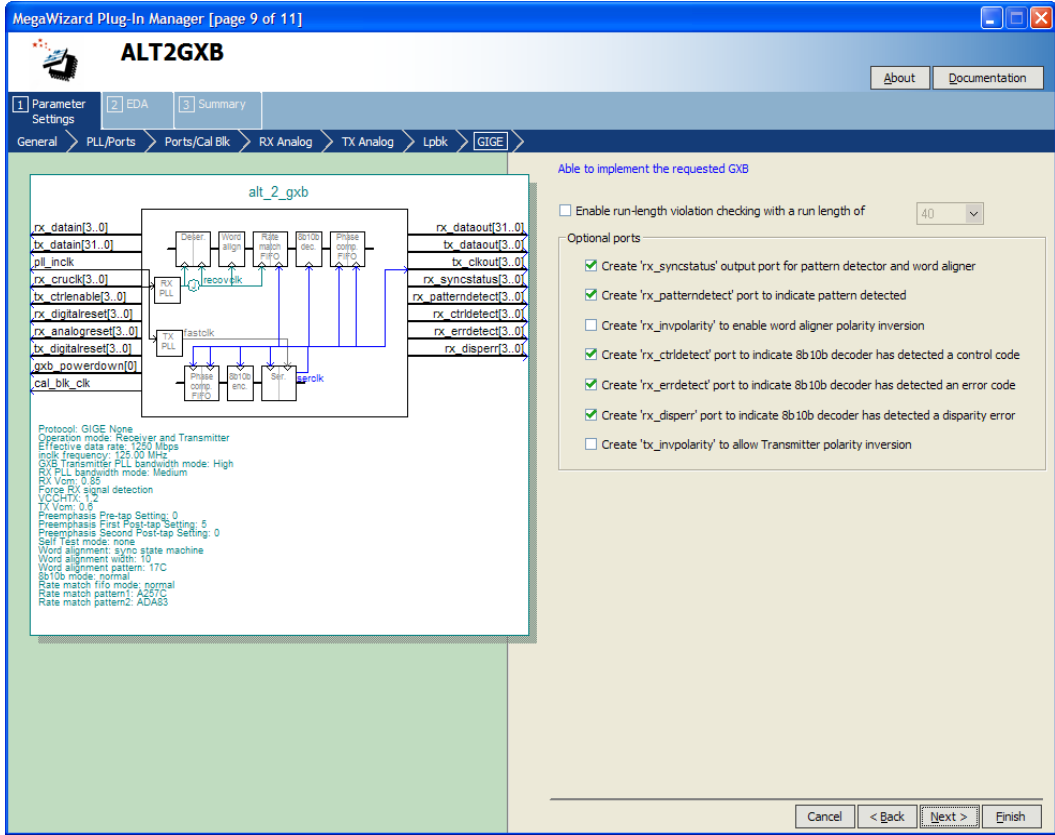 MegaWizard Plug-In Manager [page 9 of 11]
ALT2GXB
About
Documentation
1 Parameter Settings
2 EDA
3 Summary
General
PLL/Ports
Ports/Cal Blk
RX Analog
TX Analog
Lpbk
GIGE
alt_2_gxb
rx_datain[3..0]
tx_datain[31..0]
pll_inclk
rx_cruclk[3..0]
tx_ctrlenable[3..0]
rx_digitalreset[3..0]
rx_analogreset[3..0]
tx_digitalreset[3..0]
gxb_powerdown[0]
cal_blk_clk
Deser.
Word align
Rate match FIFO
8b10b dec.
Phase comp. FIFO
RX PLL
recovclk
TX PLL
fastclk
Phase comp. FIFO
8b10b enc.
Ser.
serclk
rx_dataout[31..0]
tx_dataout[3..0]
tx_clkout[3..0]
rx_syncstatus[3..0]
rx_patterndetect[3..0]
rx_ctrldetect[3..0]
rx_errdetect[3..0]
rx_disperr[3..0]
Protocol: GIGE None
Operation mode: Receiver and Transmitter
Effective data rate: 1250 Mbps
inclk frequency: 125.00 MHz
GXB Transmitter PLL bandwidth mode: High
RX PLL bandwidth mode: Medium
RX Vcm: 0.85
Force RX signal detection
VCCHTX: 1.2
TX Vcm: 0.6
Preemphasis Pre-tap Setting: 0
Preemphasis First Post-tap Setting: 5
Preemphasis Second Post-tap Setting: 0
Self Test mode: none
Word alignment: sync state machine
Word alignment width: 10
Word alignment pattern: 17C
8b10b mode: normal
Rate match fifo mode: normal
Rate match pattern1: A257C
Rate match pattern2: ADA83
Able to implement the requested GXB
Enable run-length violation checking with a run length of
40
Optional ports
Create 'rx_syncstatus' output port for pattern detector and word aligner
Create 'rx_patterndetect' port to indicate pattern detected
Create 'rx_invpolarity' to enable word aligner polarity inversion
Create 'rx_ctrldetect' port to indicate 8b10b decoder has detected a control code
Create 'rx_errdetect' port to indicate 8b10b decoder has detected an error code
Create 'rx_disperr' port to indicate 8b10b decoder has detected a disparity error
Create 'tx_invpolarity' to allow Transmitter polarity inversion
Cancel
< Back
Next >
Finish